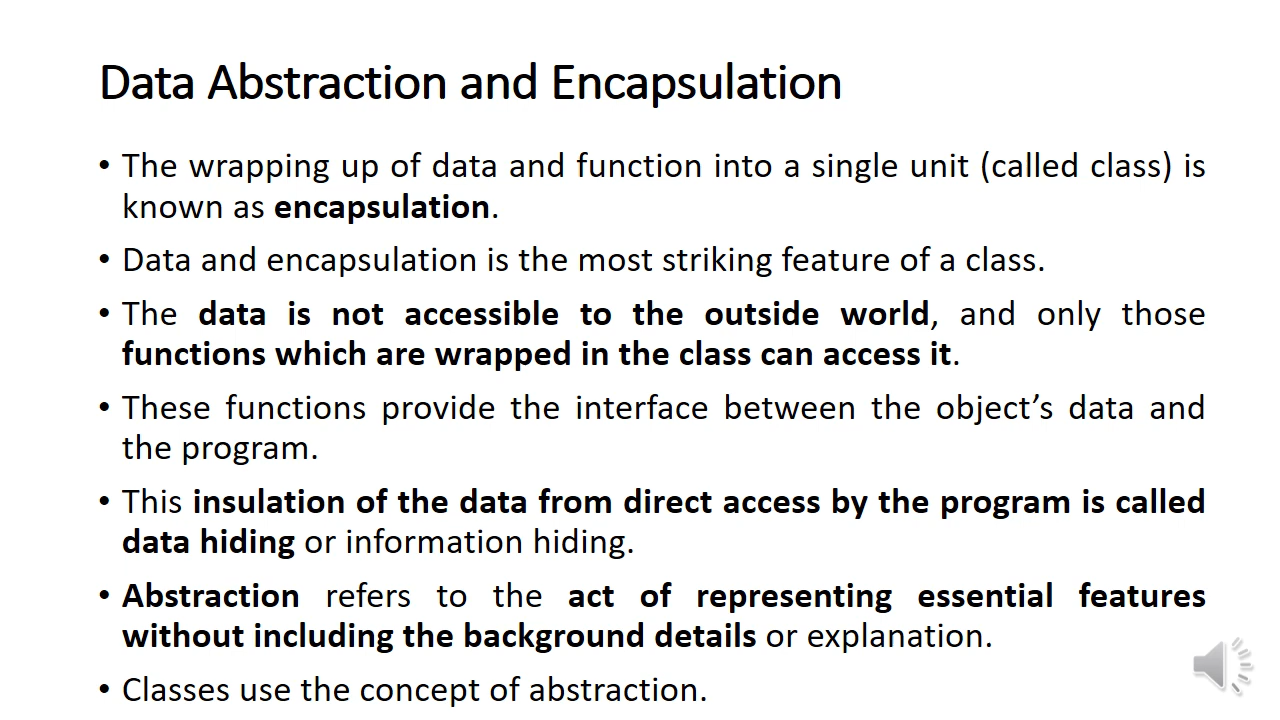 Data Abstraction and Encapsulation
• The wrapping up of data and function into a single unit (called class) is
known as encapsulation.
• Data and encapsulation is the most striking feature of a class.
• The data is not accessible to the outside world, and only those
functions which are wrapped in the class can access it.
• These functions provide the interface between the object’s data and
the program.
• This insulation of the data from direct access by the program is called
data hiding or information hiding.
• Abstraction refers to the act of representing essential features
without including the background details or explanation.
• Classes use the concept of abstraction.